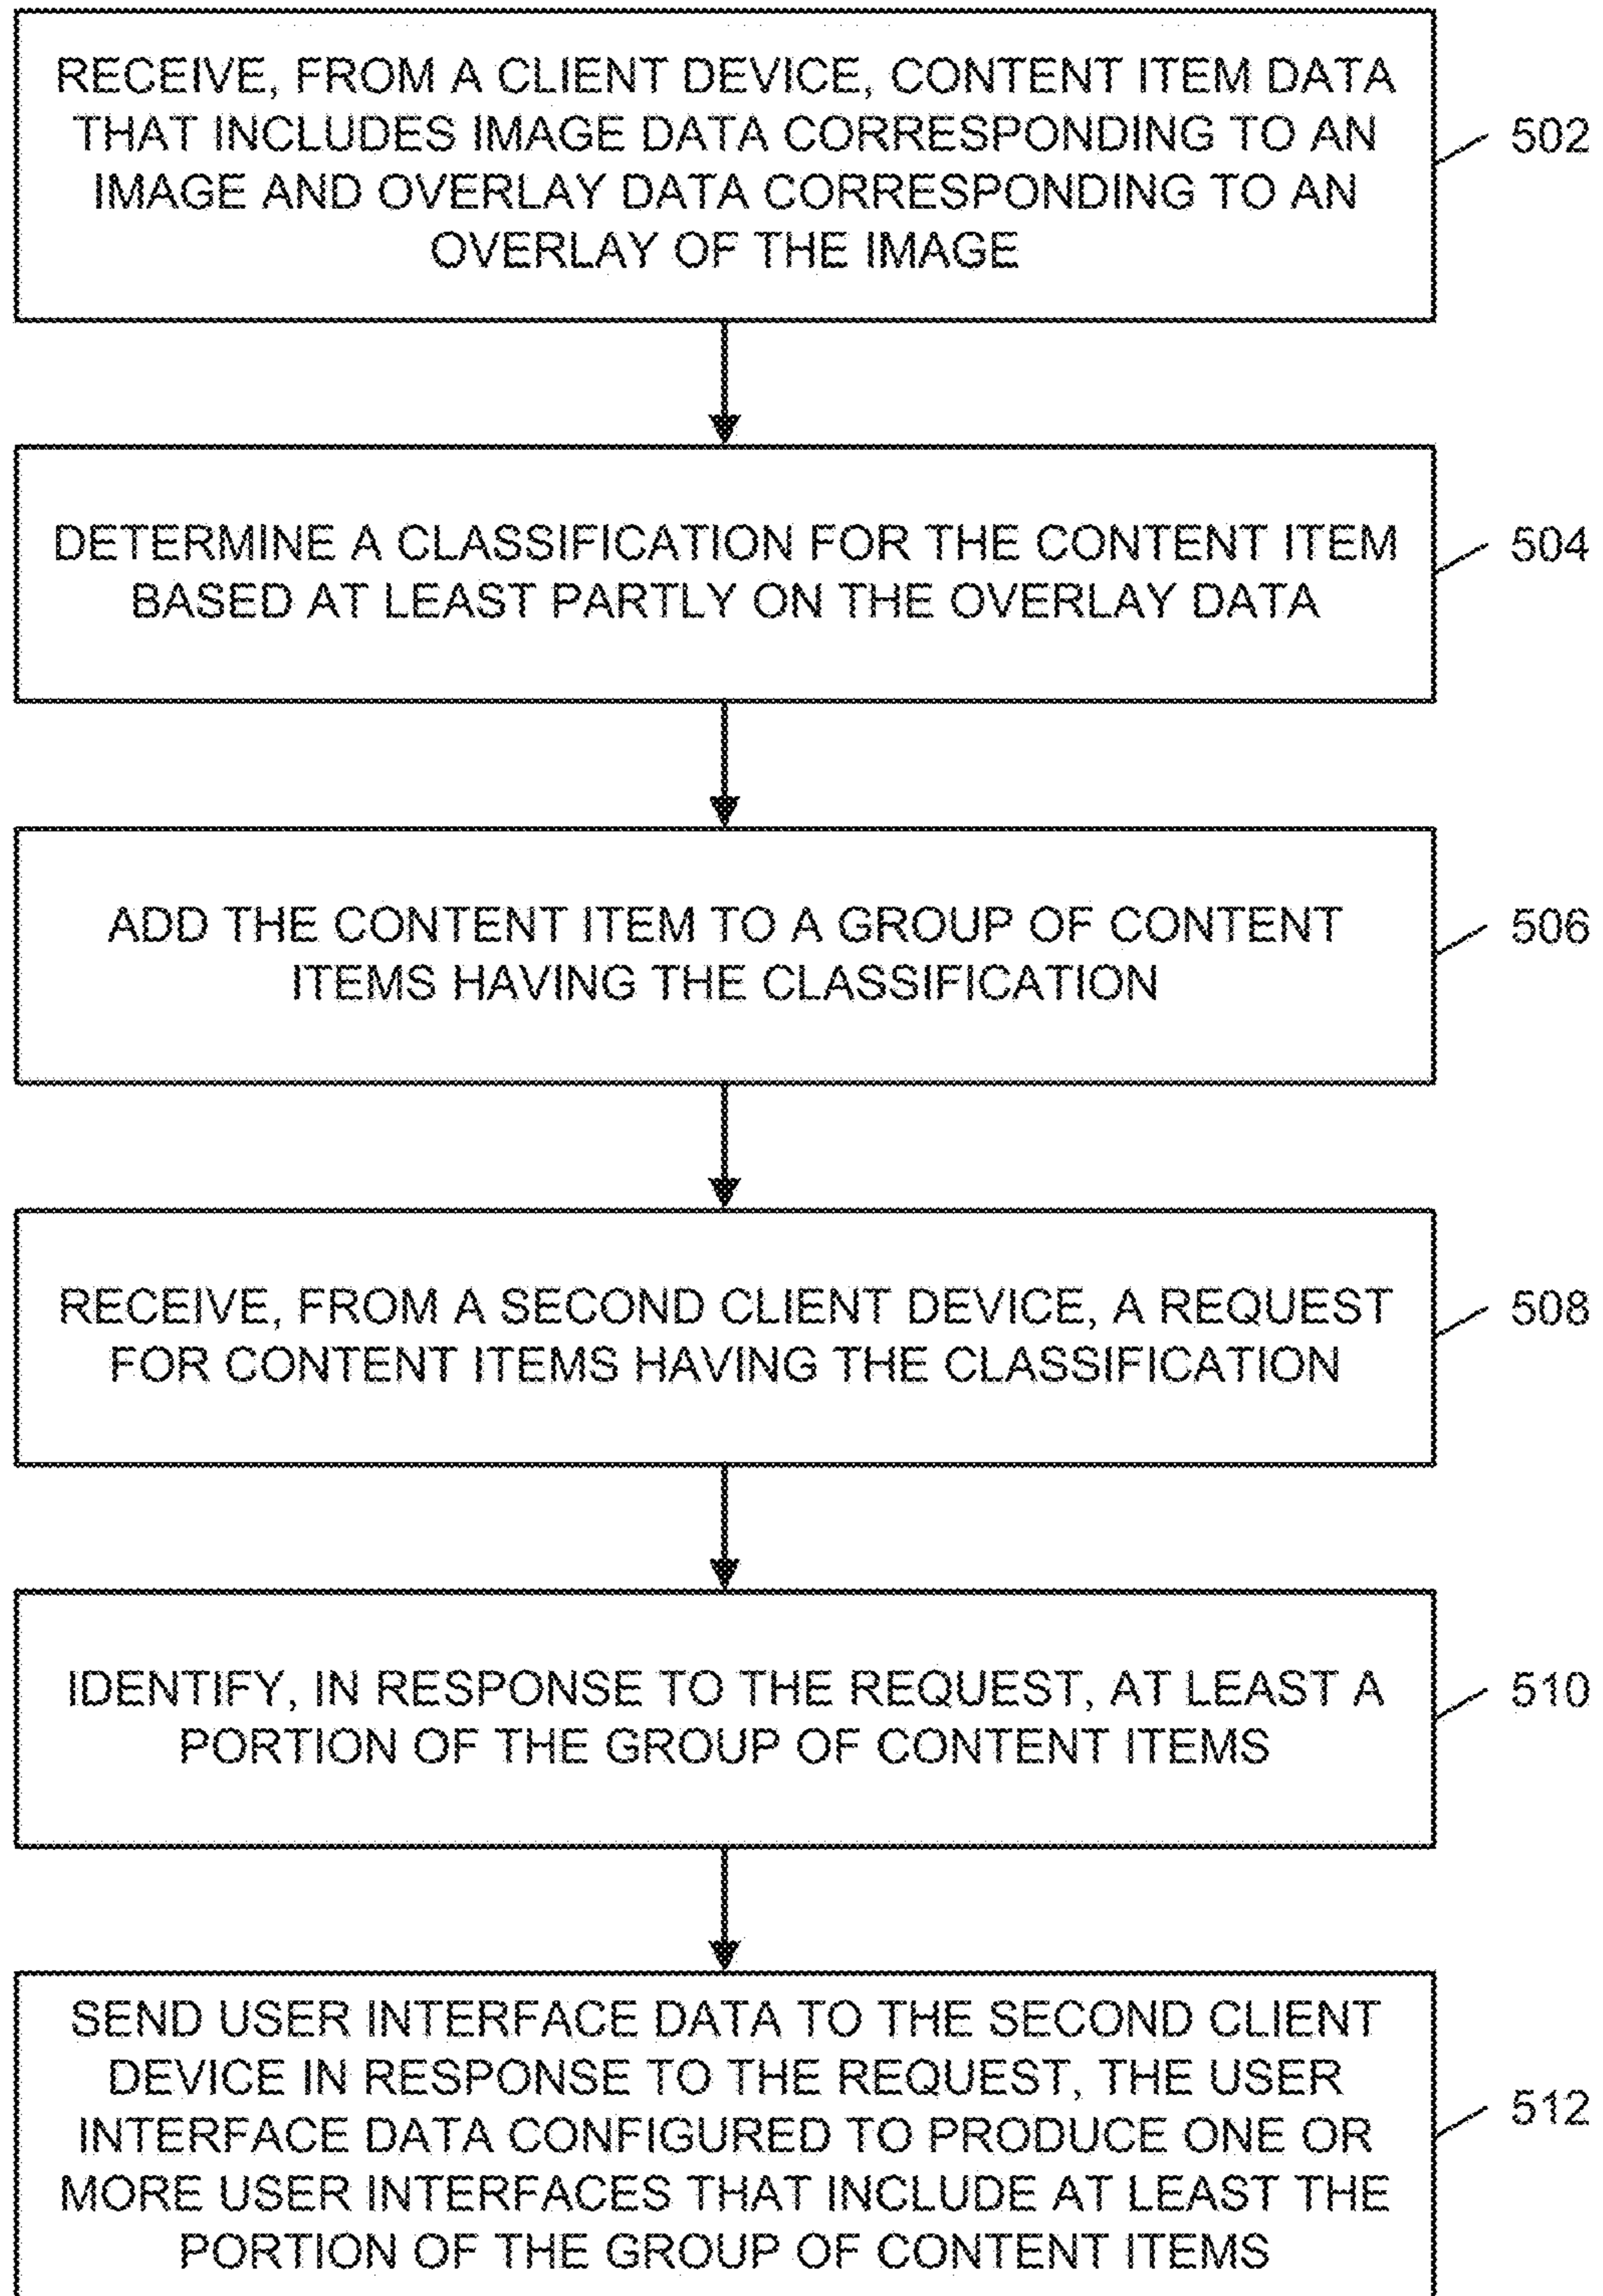 RECEIVE, FROM A CLIENT DEVICE, CONTENT ITEM DATA
THAT INCLUDES IMAGE DATA CORRESPONDING TO AN
IMAGE AND OVERLAY DATA CORRESPONDING TO AN
OVERLAY OF THE IMAGE
502
DETERMINE A CLASSIFICATION FOR THE CONTENT ITEM
BASED AT LEAST PARTLY ON THE OVERLAY DATA
504
ADD THE CONTENT ITEM TO A GROUP OF CONTENT
ITEMS HAVING THE CLASSIFICATION
506
RECEIVE, FROM A SECOND CLIENT DEVICE, A REQUEST
FOR CONTENT ITEMS HAVING THE CLASSIFICATION
508
IDENTIFY, IN RESPONSE TO THE REQUEST, AT LEAST A
PORTION OF THE GROUP OF CONTENT ITEMS
510
SEND USER INTERFACE DATA TO THE SECOND CLIENT
DEVICE IN RESPONSE TO THE REQUEST, THE USER
INTERFACE DATA CONFIGURED TO PRODUCE ONE OR
MORE USER INTERFACES THAT INCLUDE AT LEAST THE
PORTION OF THE GROUP OF CONTENT ITEMS
512